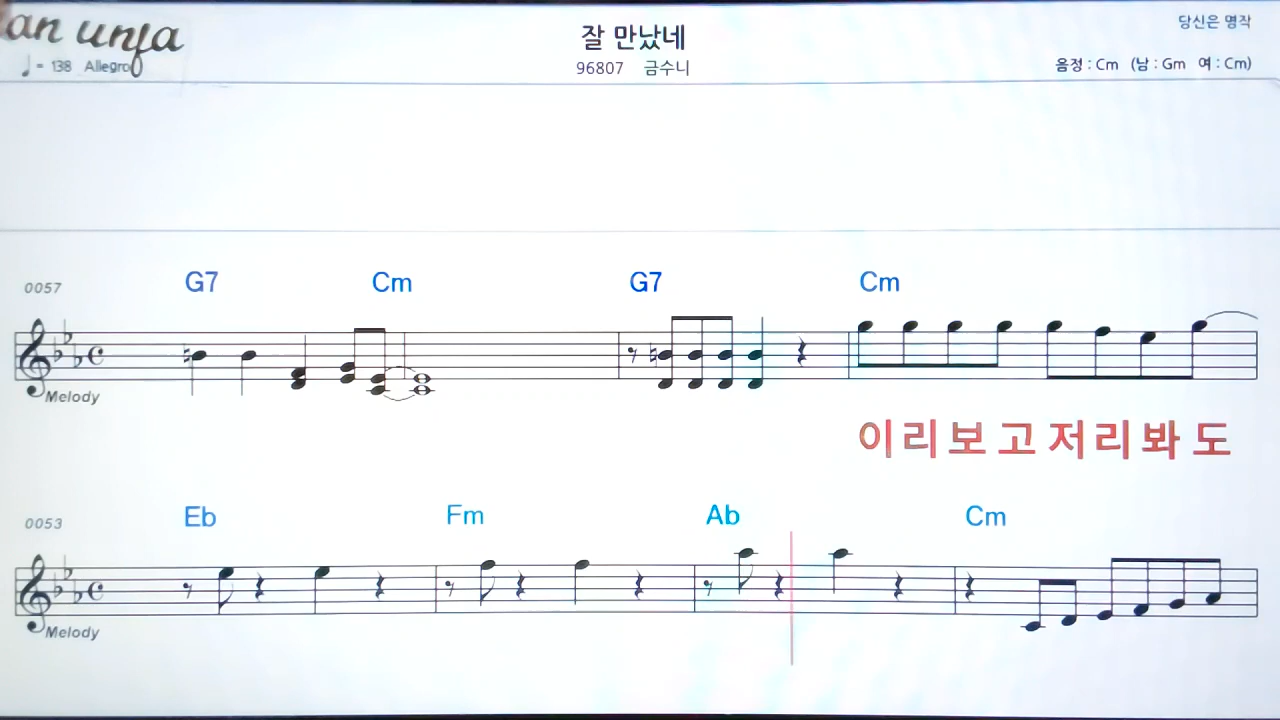 잘 만났네
당신은 명작
♩ = 138 Allegro
96807 금수니
음정 : Cm (남 : Gm 여 : Cm)
0057 G7 Cm G7 Cm
Melody
이리보고저리봐도
0053 Eb Fm Ab Cm
Melody